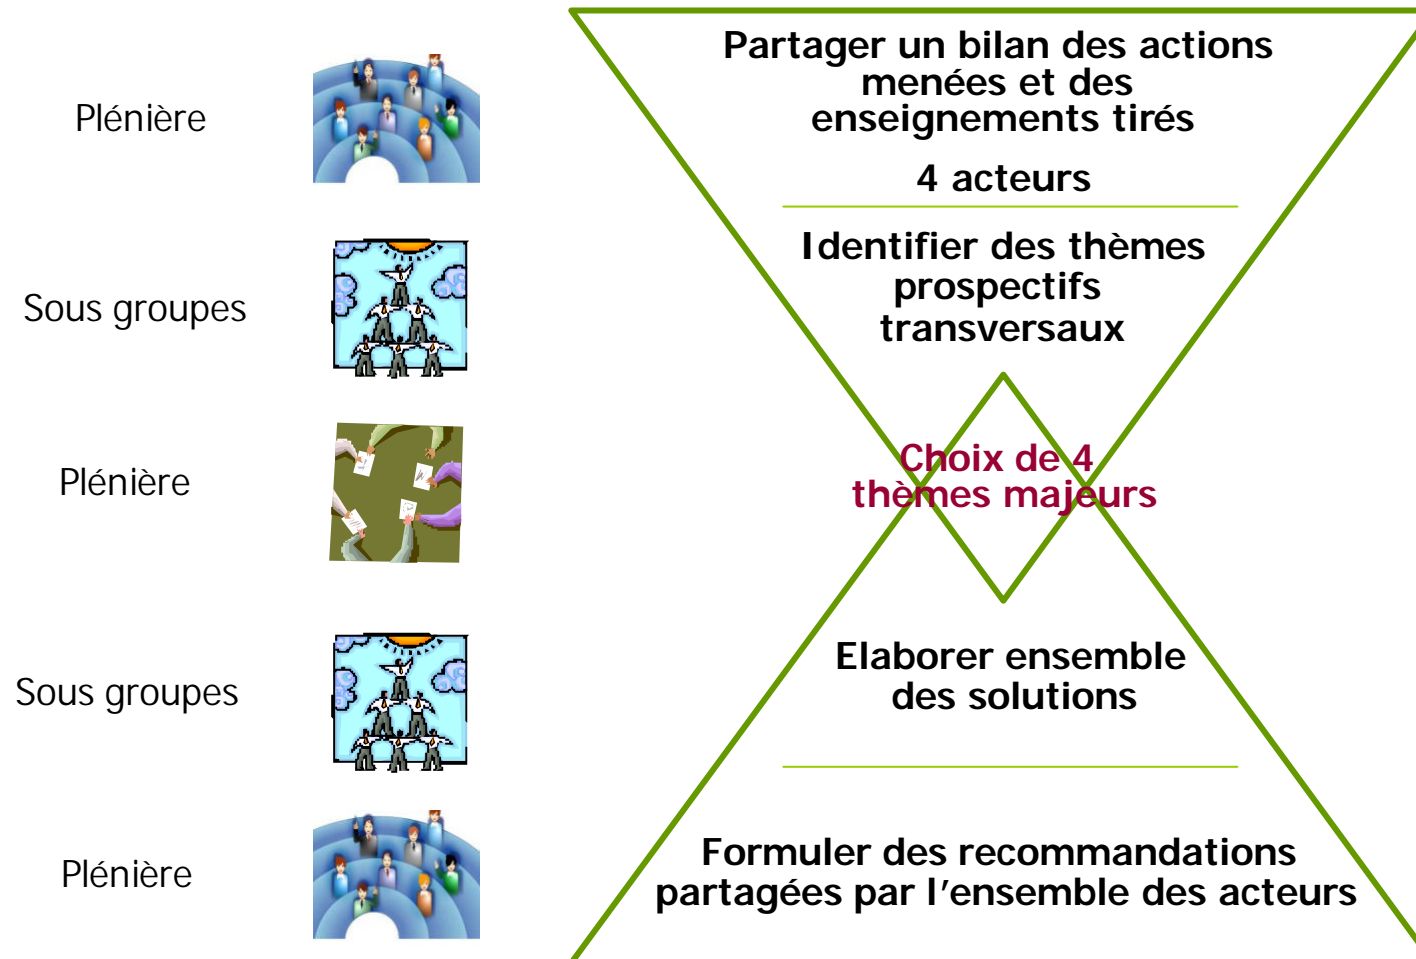 Plénière
Partager un bilan des actions
menées et des
enseignements tirés
4 acteurs
Sous groupes
Identifier des thèmes
prospectifs
transversaux
Plénière
Choix de 4
thèmes majeurs
Sous groupes
Elaborer ensemble
des solutions
Plénière
Formuler des recommandations
partagées par l'ensemble des acteurs